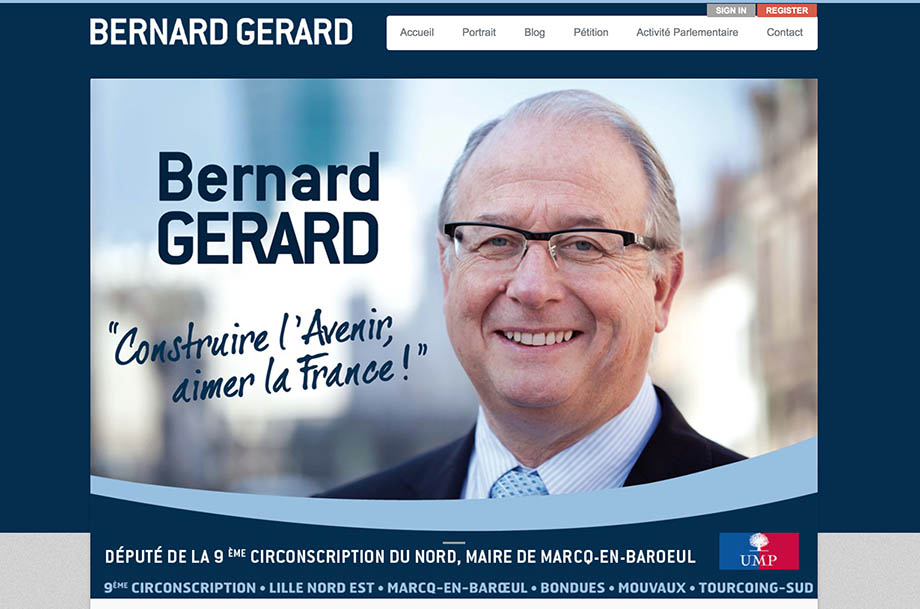 SIGN IN REGISTER
BERNARD GERARD
Accueil Portrait Blog Pétition Activité Parlementaire Contact
Bernard
GERARD
"Construire l'Avenir,
aimer la France !"
DÉPUTÉ DE LA 9 ÈME CIRCONSCRIPTION DU NORD, MAIRE DE MARCQ-EN-BAROEUL
UMP
9ÈME CIRCONSCRIPTION • LILLE NORD EST • MARCQ-EN-BARŒUL • BONDUES • MOUVAUX • TOURCOING-SUD